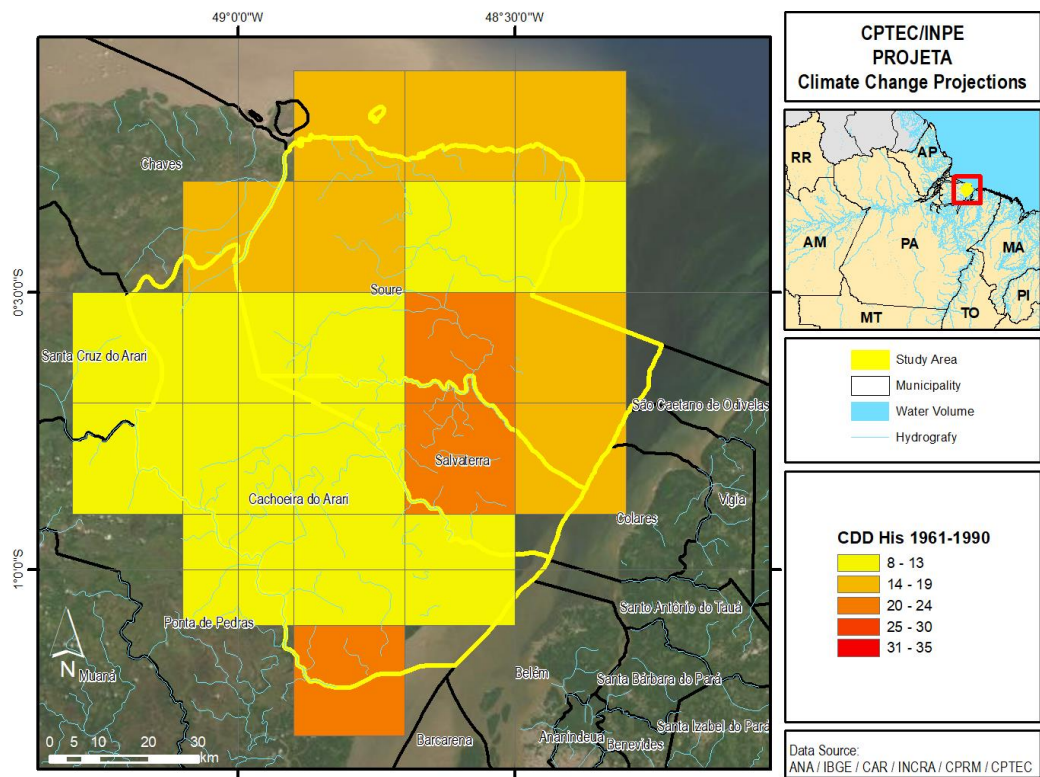 49°0'0"W
48°30'0"W
CPTEC/INPE
PROJETA
Climate Change Projections
Chaves
AP
RR
AM
PA
MA
PI
MT
TO
0°30'0"S
Soure
Santa Cruz do Arari
São Caetano de Odivelas
Study Area
Municipality
Water Volume
Hydrografy
Salvaterra
Cachoeira do Arari
Vigia
Colares
CDD His 1961-1990
8 - 13
14 - 19
20 - 24
25 - 30
31 - 35
1°0'0"S
Santo Antônio do Tauá
Ponta de Pedras
N
Muaná
Belém
Santa Bárbara do Pará
Santa Izabel do Pará
Barcarena
Ananindeua
Benevides
0 5 10 20 30
km
Data Source:
ANA / IBGE / CAR / INCRA / CPRM / CPTEC